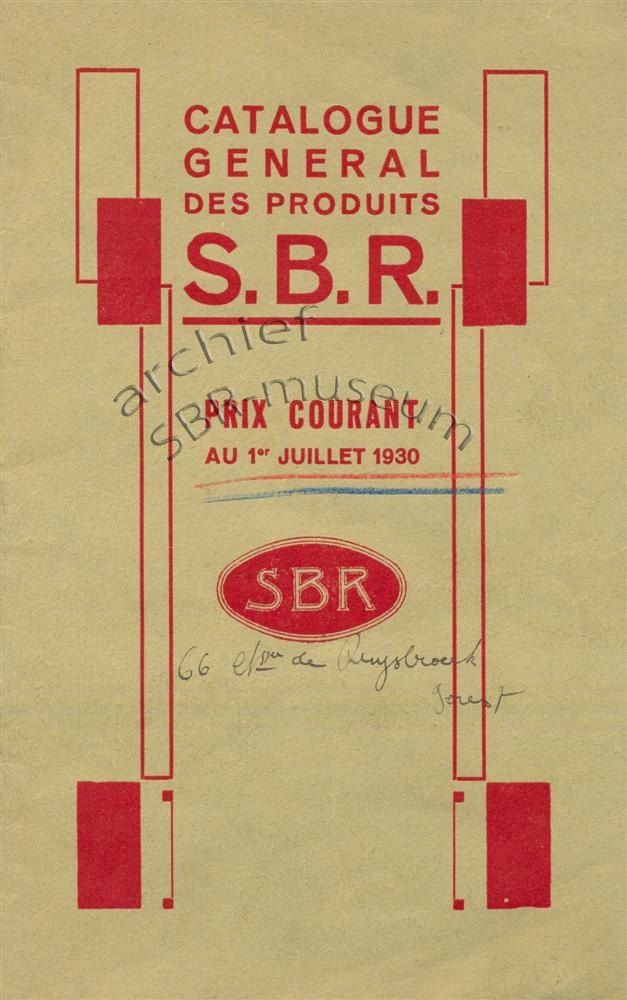 CATALOGUE
GENERAL
DES PRODUITS
S.B.R.
archief
SBR-museum
PRIX COURANT
AU 1er JUILLET 1930
SBR
66 Chsée de Ruysbroeck
Forest